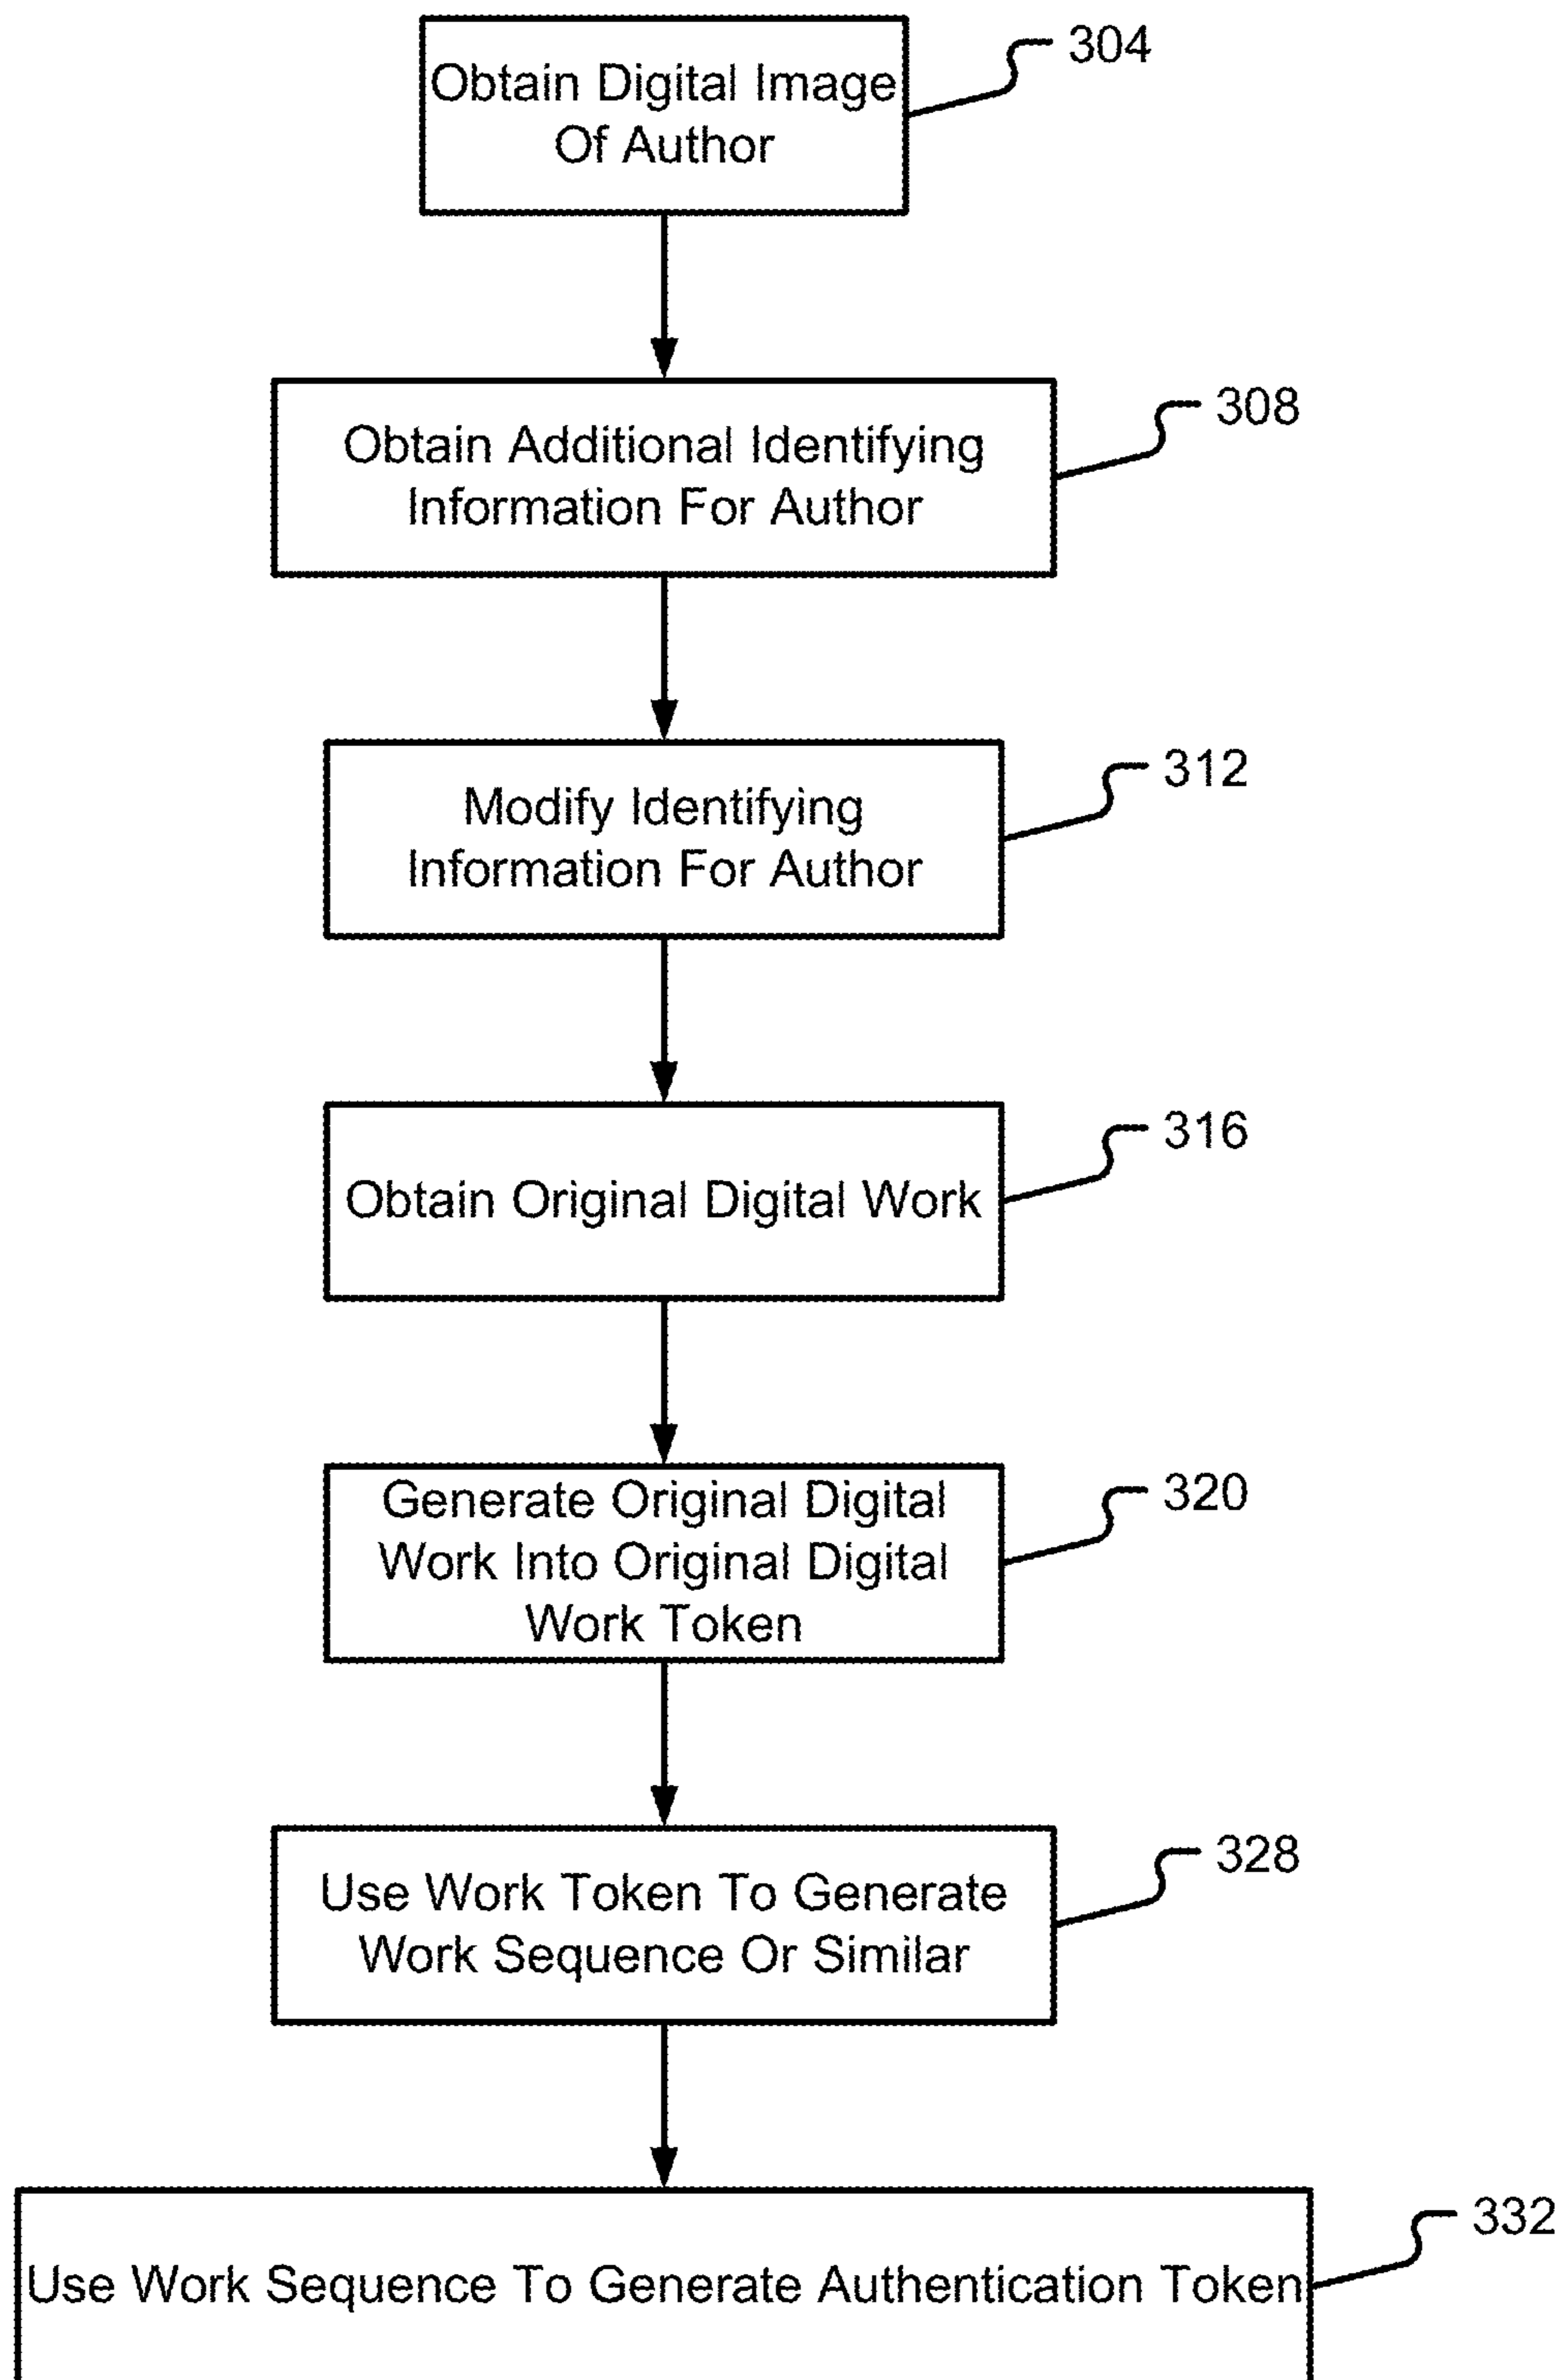 304
Obtain Digital Image
Of Author
308
Obtain Additional Identifying
Information For Author
312
Modify Identifying
Information For Author
316
Obtain Original Digital Work
320
Generate Original Digital
Work Into Original Digital
Work Token
328
Use Work Token To Generate
Work Sequence Or Similar
332
Use Work Sequence To Generate Authentication Token